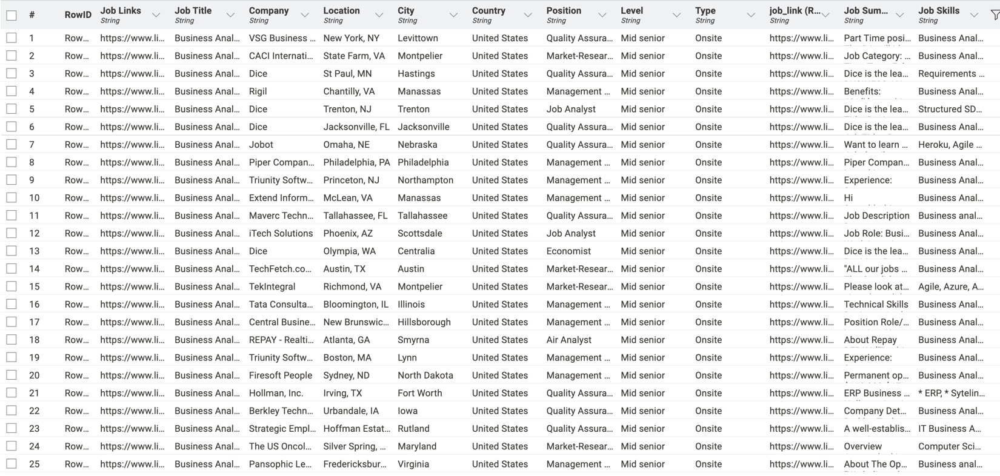 # RowID Job Links Job Title Company Location City Country Position Level Type job_link (R... Job Sum... Job Skills
String String String String String String String String String String String String
1 Row... https://www.li... Business Anal... VSG Business ... New York, NY Levittown United States Quality Assura... Mid senior Onsite https://www.li... Part Time posi... Business Anal...
2 Row... https://www.li... Business Anal... CACI Internati... State Farm, VA Montpelier United States Market-Resear... Mid senior Onsite https://www.li... Job Category: ... Business Anal...
3 Row... https://www.li... Business Anal... Dice St Paul, MN Hastings United States Quality Assura... Mid senior Onsite https://www.li... Dice is the lea... Requirements ...
4 Row... https://www.li... Business Anal... Rigil Chantilly, VA Manassas United States Management ... Mid senior Onsite https://www.li... Benefits: Business Anal...
5 Row... https://www.li... Business Anal... Dice Trenton, NJ Trenton United States Job Analyst Mid senior Onsite https://www.li... Dice is the lea... Structured SD...
6 Row... https://www.li... Business Anal... Dice Jacksonville, FL Jacksonville United States Quality Assura... Mid senior Onsite https://www.li... Dice is the lea... Business Anal...
7 Row... https://www.li... Business Anal... Jobot Omaha, NE Nebraska United States Quality Assura... Mid senior Onsite https://www.li... Want to learn ... Heroku, Agile ...
8 Row... https://www.li... Business Anal... Piper Compan... Philadelphia, PA Philadelphia United States Management ... Mid senior Onsite https://www.li... Piper Compan... Business Anal...
9 Row... https://www.li... Business Anal... Triunity Softw... Princeton, NJ Northampton United States Management ... Mid senior Onsite https://www.li... Experience: Business Anal...
10 Row... https://www.li... Business Anal... Extend Inform... McLean, VA Manassas United States Management ... Mid senior Onsite https://www.li... Hi Business Anal...
11 Row... https://www.li... Business Anal... Maverc Techn... Tallahassee, FL Tallahassee United States Quality Assura... Mid senior Onsite https://www.li... Job Description Business anal...
12 Row... https://www.li... Business Anal... iTech Solutions Phoenix, AZ Scottsdale United States Job Analyst Mid senior Onsite https://www.li... Job Role: Busi... Business Anal...
13 Row... https://www.li... Business Anal... Dice Olympia, WA Centralia United States Economist Mid senior Onsite https://www.li... Dice is the lea... Business Anal...
14 Row... https://www.li... Business Anal... TechFetch.co... Austin, TX Austin United States Market-Resear... Mid senior Onsite https://www.li... "ALL our jobs ... Business Anal...
15 Row... https://www.li... Business Anal... TekIntegral Richmond, VA Montpelier United States Market-Resear... Mid senior Onsite https://www.li... Please look at... Agile, Azure, A...
16 Row... https://www.li... Business Anal... Tata Consulta... Bloomington, IL Illinois United States Management ... Mid senior Onsite https://www.li... Technical Skills Business Anal...
17 Row... https://www.li... Business Anal... Central Busine... New Brunswic... Hillsborough United States Management ... Mid senior Onsite https://www.li... Position Role/... Business Anal...
18 Row... https://www.li... Business Anal... REPAY - Realti... Atlanta, GA Smyrna United States Air Analyst Mid senior Onsite https://www.li... About Repay Business Anal...
19 Row... https://www.li... Business Anal... Triunity Softw... Boston, MA Lynn United States Management ... Mid senior Onsite https://www.li... Experience: Business Anal...
20 Row... https://www.li... Business Anal... Firesoft People Sydney, ND North Dakota United States Management ... Mid senior Onsite https://www.li... Permanent op... Business Anal...
21 Row... https://www.li... Business Anal... Hollman, Inc. Irving, TX Fort Worth United States Quality Assura... Mid senior Onsite https://www.li... ERP Business ... * ERP, * Sytelin...
22 Row... https://www.li... Business Anal... Berkley Techn... Urbandale, IA Iowa United States Quality Assura... Mid senior Onsite https://www.li... Company Det... Business Anal...
23 Row... https://www.li... Business Anal... Strategic Empl... Hoffman Estat... Rutland United States Quality Assura... Mid senior Onsite https://www.li... A well-establis... IT Business A...
24 Row... https://www.li... Business Anal... The US Oncol... Silver Spring, ... Maryland United States Market-Resear... Mid senior Onsite https://www.li... Overview Computer Sci...
25 Row... https://www.li... Business Anal... Pansophic Le... Fredericksbur... Virginia United States Management ... Mid senior Onsite https://www.li... About The Op... Business anal...